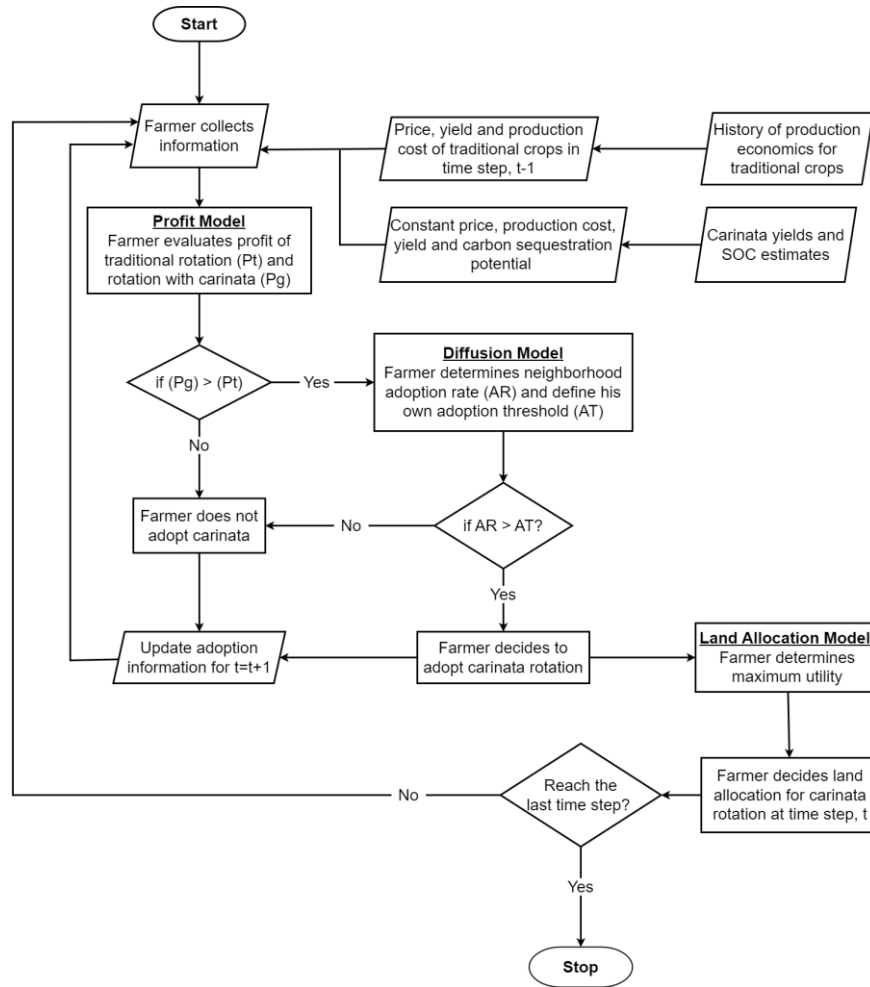 Start
Farmer collects
information
Price, yield and production
cost of traditional crops in
time step, t-1
History of production
economics for
traditional crops
Profit Model
Farmer evaluates profit of
traditional rotation (Pt) and
rotation with carinata (Pg)
Constant price, production cost,
yield and carbon sequestration
potential
Carinata yields and
SOC estimates
if (Pg) > (Pt)
Yes
Diffusion Model
Farmer determines neighborhood
adoption rate (AR) and define his
own adoption threshold (AT)
No
Farmer does not
adopt carinata
No
if AR > AT?
Yes
Update adoption
information for t=t+1
Farmer decides to
adopt carinata rotation
Land Allocation Model
Farmer determines
maximum utility
Farmer decides land
allocation for carinata
rotation at time step, t
Reach the
last time step?
No
Yes
Stop